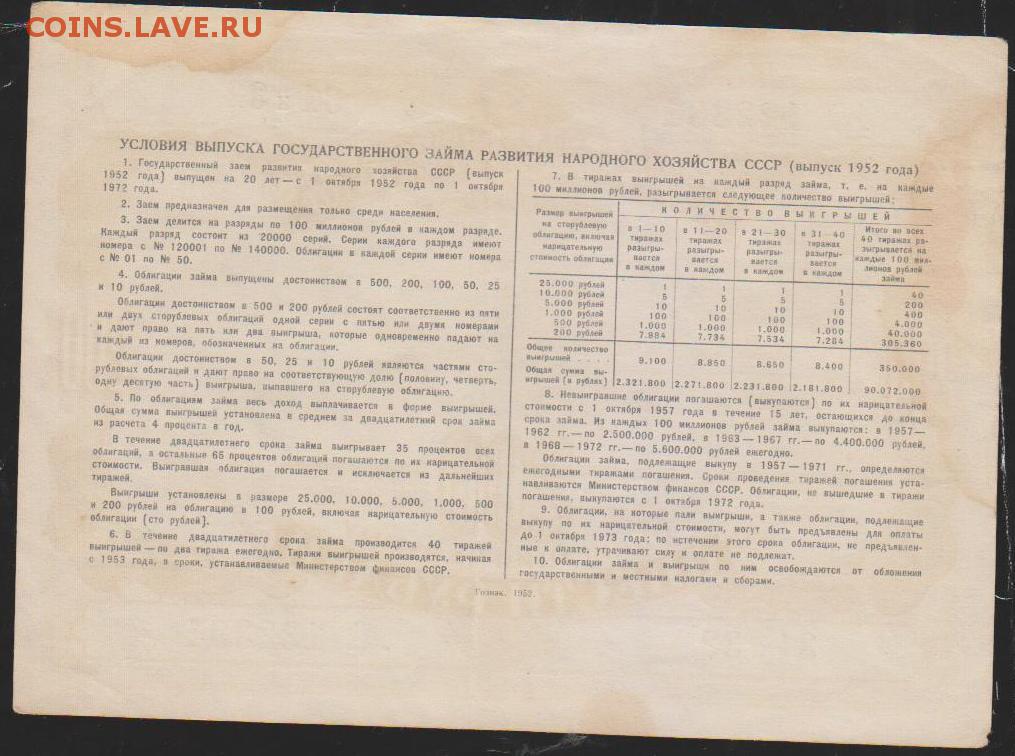 COINS.LAVE.RU
УСЛОВИЯ ВЫПУСКА ГОСУДАРСТВЕННОГО ЗАЙМА РАЗВИТИЯ НАРОДНОГО ХОЗЯЙСТВА СССР (выпуск 1952 года)
1. Государственный заем развития народного хозяйства СССР (выпуск
1952 года) выпущен на 20 лет — с 1 октября 1952 года по 1 октября
1972 года.
2. Заем предназначен для размещения только среди населения.
3. Заем делится на разряды по 100 миллионов рублей в каждом разряде.
Каждый разряд состоит из 20000 серий. Серии каждого разряда имеют
номера с № 120001 по № 140000. Облигации в каждой серии имеют номера
с № 01 по № 50.
4. Облигации займа выпущены достоинством в 500, 200, 100, 50, 25
и 10 рублей.
Облигации достоинством в 500 и 200 рублей состоят соответственно из пяти
или двух сторублевых облигаций одной серии с пятью или двумя номерами
и дают право на пять или два выигрыша, которые одновременно падают на
каждый из номеров, обозначенных на облигации.
Облигации достоинством в 50, 25 и 10 рублей являются частями сто-
рублевых облигаций и дают право на соответствующую долю (половину, четверть,
одну десятую часть) выигрыша, выпавшего на сторублевую облигацию.
5. По облигациям займа весь доход выплачивается в форме выигрышей.
Общая сумма выигрышей установлена в среднем за двадцатилетний срок займа
из расчета 4 процента в год.
В течение двадцатилетнего срока займа выигрывает 35 процентов всех
облигаций, а остальные 65 процентов облигаций погашаются по их нарицательной
стоимости. Выигравшая облигация погашается и исключается из дальнейших
тиражей.
Выигрыши установлены в размере 25.000, 10.000, 5.000, 1.000, 500
и 200 рублей на облигацию в 100 рублей, включая нарицательную стоимость
облигации (сто рублей).
6. В течение двадцатилетнего срока займа производится 40 тиражей
выигрышей — по два тиража ежегодно. Тиражи выигрышей производятся, начиная
с 1953 года, в сроки, устанавливаемые Министерством финансов СССР.
7. В тиражах выигрышей на каждый разряд займа, т. е. на каждые
100 миллионов рублей, разыгрывается следующее количество выигрышей:
Размер выигрышей на сторублевую облигацию, включая нарицательную стоимость облигации
КОЛИЧЕСТВО ВЫИГРЫШЕЙ
в 1—10 тиражах разыгры-вается в каждом
в 11—20 тиражах разыгры-вается в каждом
в 21—30 тиражах разыгры-вается в каждом
в 31—40 тиражах разыгры-вается в каждом
Итого во всех 40 тиражах ра-зыгрывается на каждые 100 мил-лионов рублей займа
25.000 рублей 1 1 1 1 40
10.000 рублей 5 5 5 5 200
5.000 рублей 10 10 10 10 400
1.000 рублей 100 100 100 100 4.000
500 рублей 1.000 1.000 1.000 1.000 40.000
200 рублей 7.984 7.734 7.534 7.284 305.360
Общее количество
выигрышей . . . . 9.100 8.850 8.650 8.400 350.000
Общая сумма вы-
игрышей (в рублях) 2.321.800 2.271.800 2.231.800 2.181.800 90.072.000
8. Невыигравшие облигации погашаются (выкупаются) по их нарицательной
стоимости с 1 октября 1957 года в течение 15 лет, остающихся до конца
срока займа. Из каждых 100 миллионов рублей займа выкупаются: в 1957—
1962 гг.—по 2.500.000 рублей, в 1963—1967 гг.—по 4.400.000 рублей,
в 1968—1972 гг.—по 5.600.000 рублей ежегодно.
Облигации займа, подлежащие выкупу в 1957—1971 гг., определяются
ежегодными тиражами погашения. Сроки проведения тиражей погашения уста-
навливаются Министерством финансов СССР. Облигации, не вышедшие в тиражи
погашения, выкупаются с 1 октября 1972 года.
9. Облигации, на которые пали выигрыши, а также облигации, подлежащие
выкупу по их нарицательной стоимости, могут быть предъявлены для оплаты
до 1 октября 1973 года; по истечении этого срока облигации, не предъявлен-
ные к оплате, утрачивают силу и оплате не подлежат.
10. Облигации займа и выигрыши по ним освобождаются от обложения
государственными и местными налогами и сборами.
Гознак. 1952.